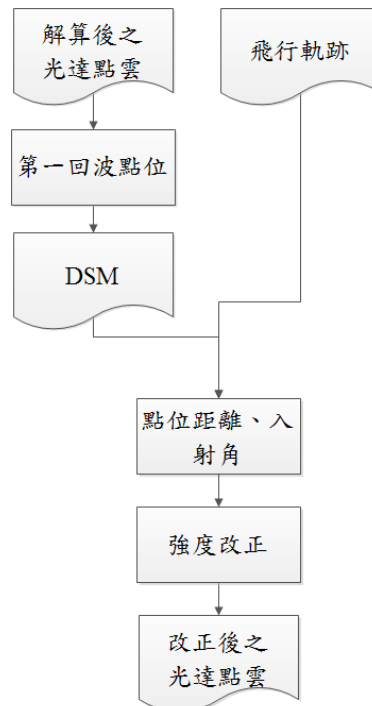 解算後之
光達點雲
飛行軌跡
第一回波點位
DSM
點位距離、入
射角
強度改正
改正後之
光達點雲